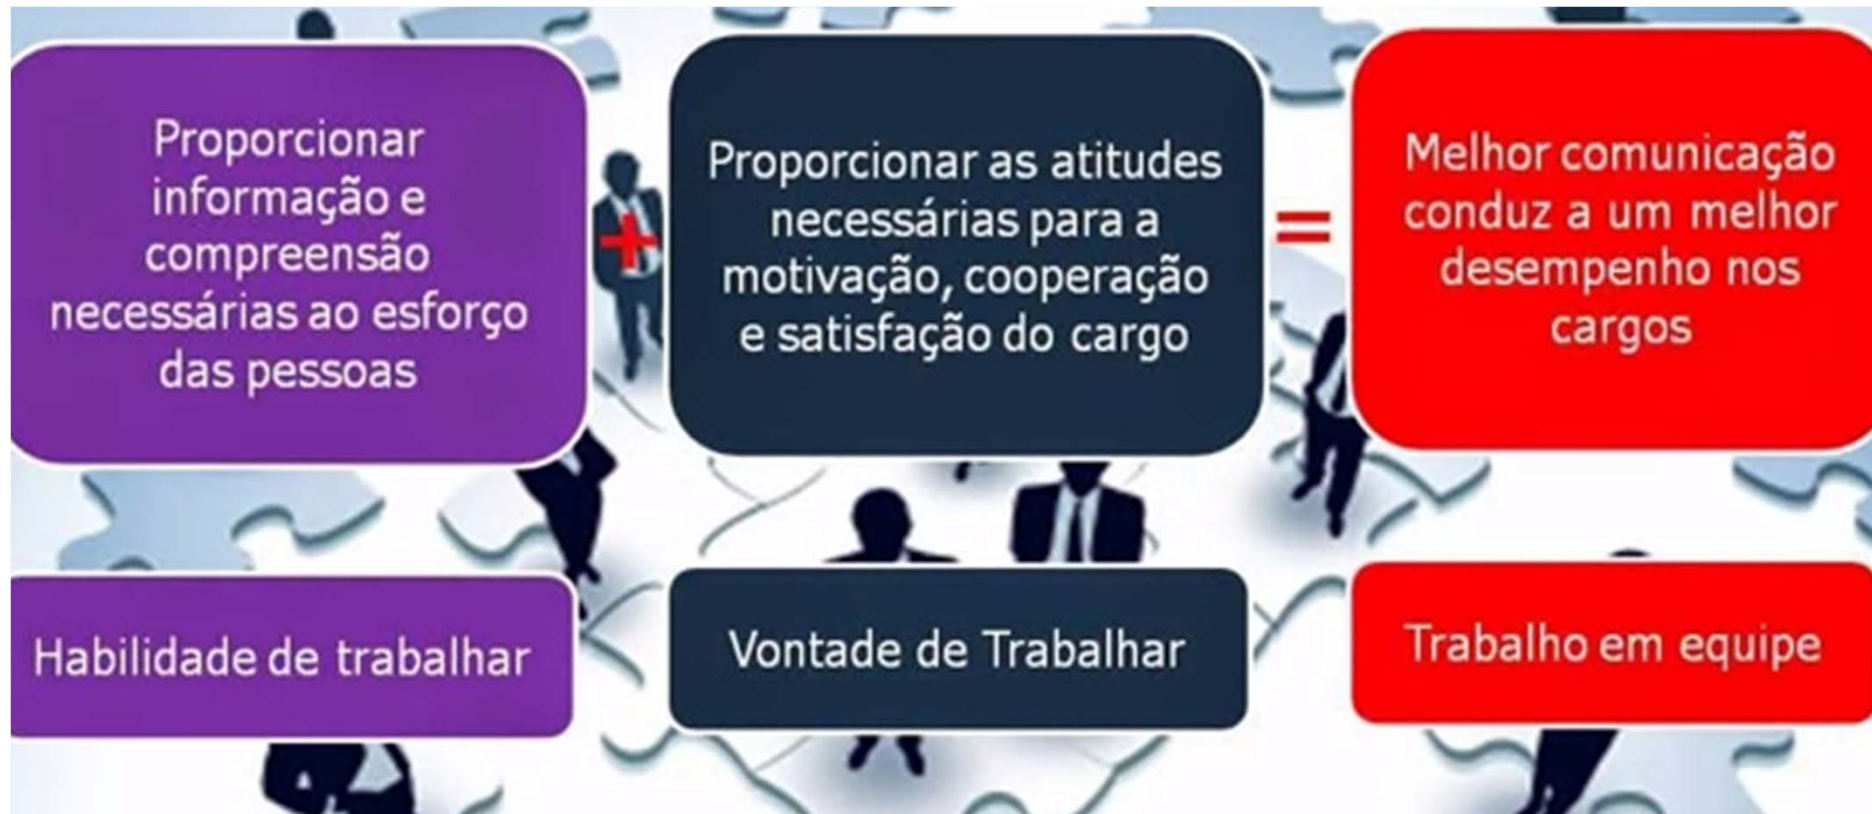 Proporcionar
informação e
compreensão
necessárias ao esforço
das pessoas
+
Proporcionar as atitudes
necessárias para a
motivação, cooperação
e satisfação do cargo
=
Melhor comunicação
conduz a um melhor
desempenho nos
cargos
Habilidade de trabalhar
Vontade de Trabalhar
Trabalho em equipe